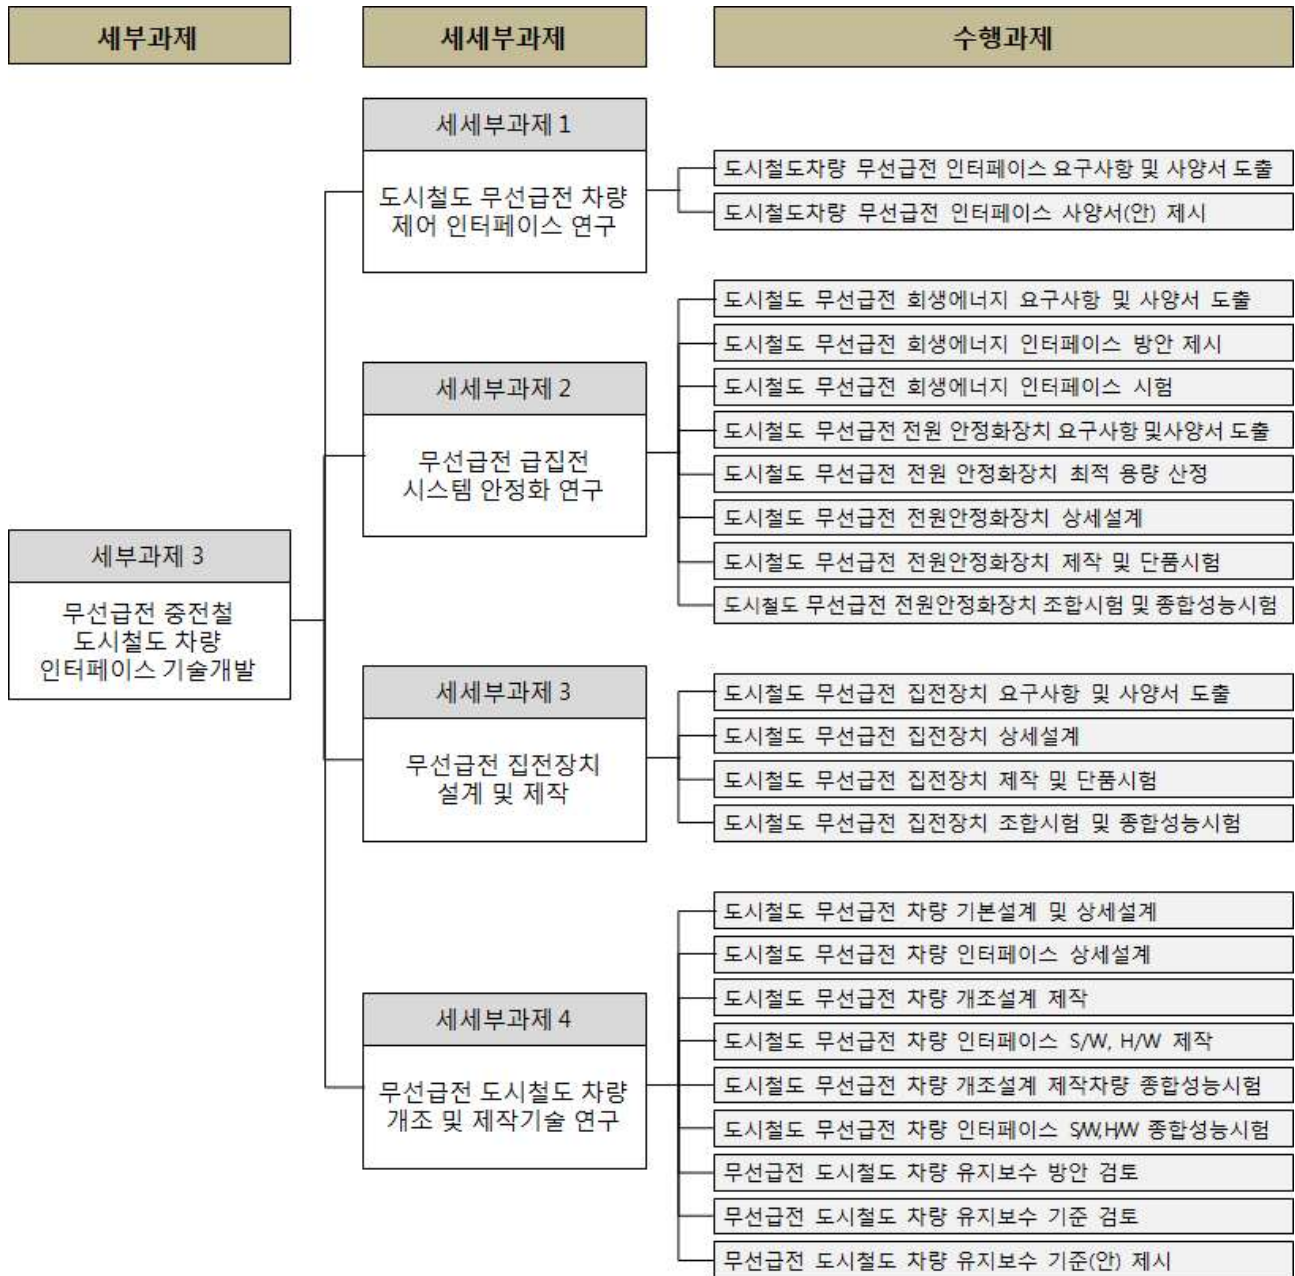 세부과제
세세부과제
수행과제
세부과제 3
무선급전 중전철
도시철도 차량
인터페이스 기술개발
세세부과제 1
도시철도 무선급전 차량
제어 인터페이스 연구
도시철도차량 무선급전 인터페이스 요구사항 및 사양서 도출
도시철도차량 무선급전 인터페이스 사양서(안) 제시
세세부과제 2
무선급전 급집전
시스템 안정화 연구
도시철도 무선급전 회생에너지 요구사항 및 사양서 도출
도시철도 무선급전 회생에너지 인터페이스 방안 제시
도시철도 무선급전 회생에너지 인터페이스 시험
도시철도 무선급전 전원 안정화장치 요구사항 및사양서 도출
도시철도 무선급전 전원 안정화장치 최적 용량 산정
도시철도 무선급전 전원안정화장치 상세설계
도시철도 무선급전 전원안정화장치 제작 및 단품시험
도시철도 무선급전 전원안정화장치 조합시험 및 종합성능시험
세세부과제 3
무선급전 집전장치
설계 및 제작
도시철도 무선급전 집전장치 요구사항 및 사양서 도출
도시철도 무선급전 집전장치 상세설계
도시철도 무선급전 집전장치 제작 및 단품시험
도시철도 무선급전 집전장치 조합시험 및 종합성능시험
세세부과제 4
무선급전 도시철도 차량
개조 및 제작기술 연구
도시철도 무선급전 차량 기본설계 및 상세설계
도시철도 무선급전 차량 인터페이스 상세설계
도시철도 무선급전 차량 개조설계 제작
도시철도 무선급전 차량 인터페이스 S/W, H/W 제작
도시철도 무선급전 차량 개조설계 제작차량 종합성능시험
도시철도 무선급전 차량 인터페이스 S/W,H/W 종합성능시험
무선급전 도시철도 차량 유지보수 방안 검토
무선급전 도시철도 차량 유지보수 기준 검토
무선급전 도시철도 차량 유지보수 기준(안) 제시